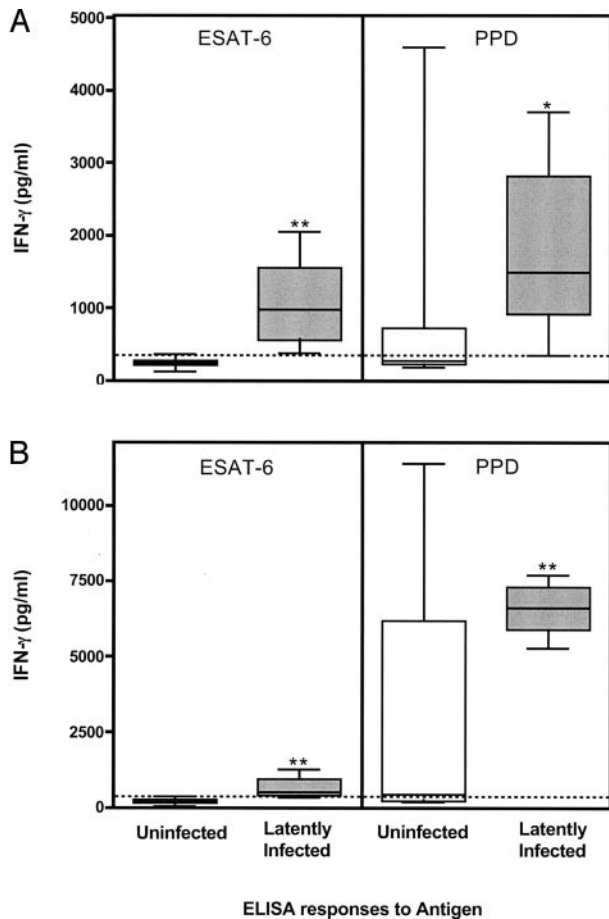 A
ESAT-6
PPD
IFN-γ (pg/ml)
5000
4000
3000
2000
1000
0
**
*
B
ESAT-6
PPD
IFN-γ (pg/ml)
10000
7500
5000
2500
0
**
**
Uninfected
Latently
Infected
Uninfected
Latently
Infected
ELISA responses to Antigen